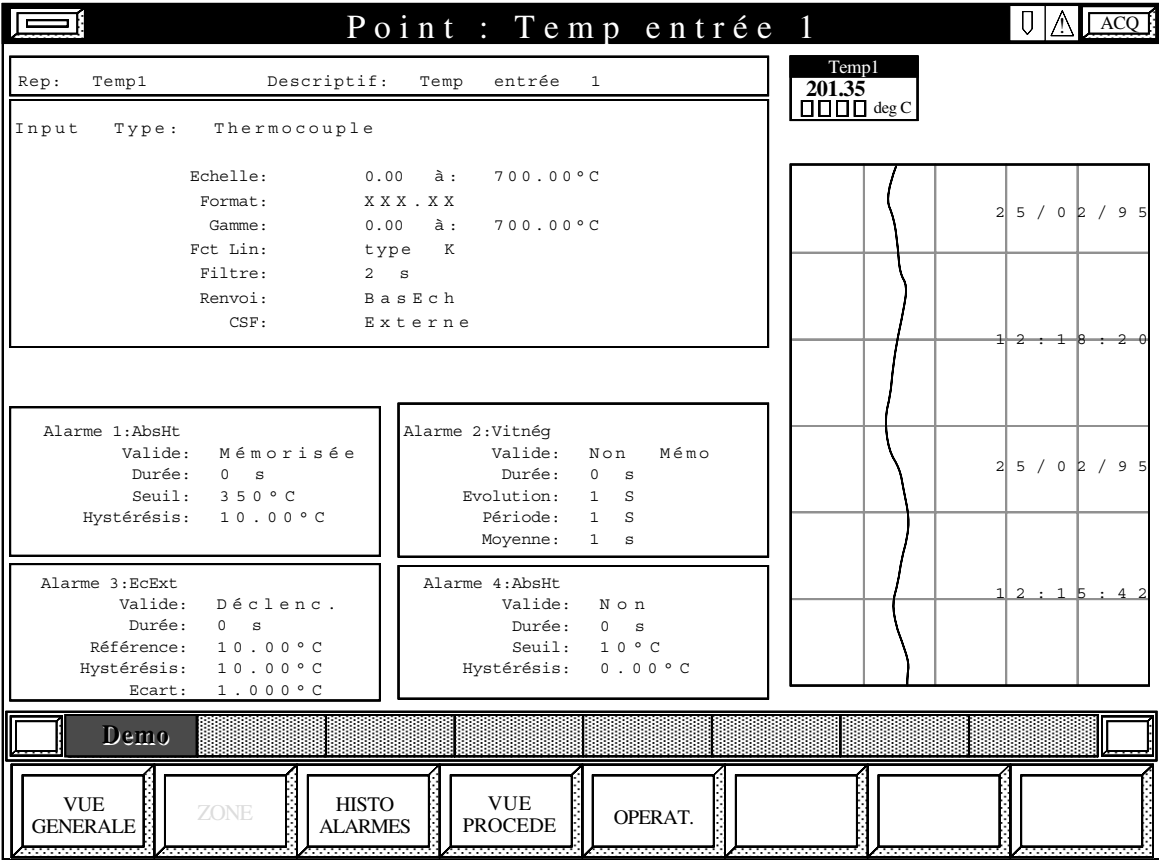 Point : Temp entrée 1
ACQ
Rep: Temp1 Descriptif: Temp entrée 1
Temp1
201.35
deg C
Input Type: Thermocouple
Echelle: 0.00 à: 700.00°C
Format: XXX.XX
Gamme: 0.00 à: 700.00°C
Fct Lin: type K
Filtre: 2 s
Renvoi: BasEch
CSF: Externe
25/02/95
12:18:20
25/02/95
12:15:42
Alarme 1:AbsHt
Valide: Mémorisée
Durée: 0 s
Seuil: 350°C
Hystérésis: 10.00°C
Alarme 2:Vitnég
Valide: Non Mémo
Durée: 0 s
Evolution: 1 S
Période: 1 S
Moyenne: 1 s
Alarme 3:EcExt
Valide: Déclenc.
Durée: 0 s
Référence: 10.00°C
Hystérésis: 10.00°C
Ecart: 1.000°C
Alarme 4:AbsHt
Valide: Non
Durée: 0 s
Seuil: 10°C
Hystérésis: 0.00°C
Demo
VUE
GENERALE
ZONE
HISTO
ALARMES
VUE
PROCEDE
OPERAT.